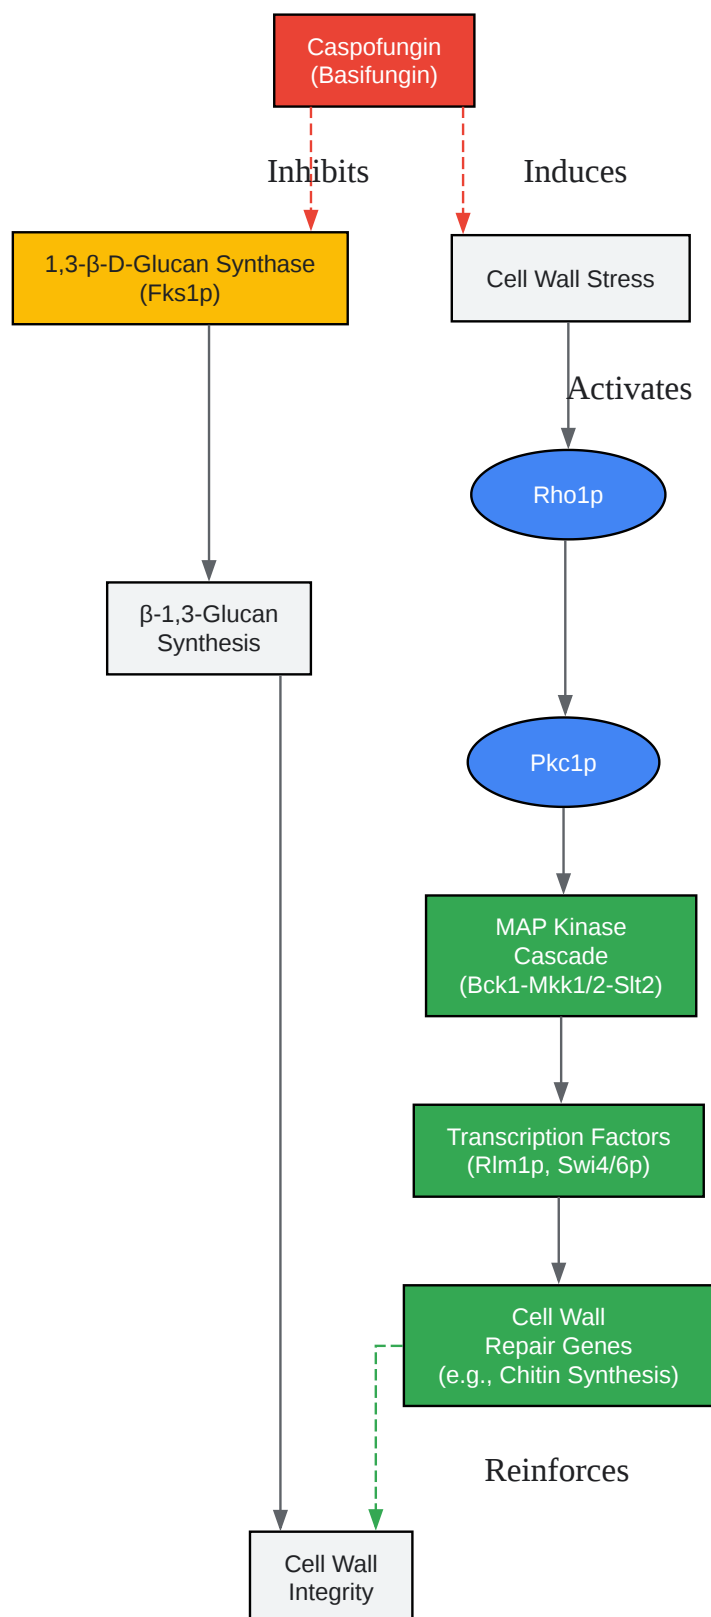 Caspofungin
(Basifungin)
Inhibits
Induces
1,3-β-D-Glucan Synthase
(Fks1p)
Cell Wall Stress
Activates
Rho1p
β-1,3-Glucan
Synthesis
Pkc1p
MAP Kinase
Cascade
(Bck1-Mkk1/2-Slt2)
Transcription Factors
(Rlm1p, Swi4/6p)
Cell Wall
Repair Genes
(e.g., Chitin Synthesis)
Reinforces
Cell Wall
Integrity